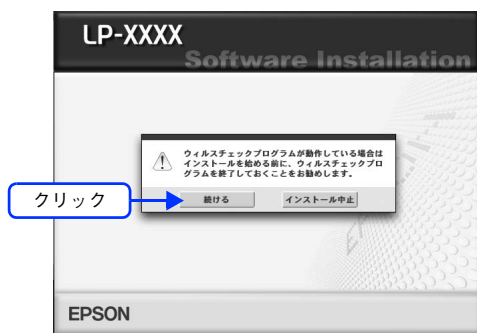 LP-XXXX
Software Installation
ウィルスチェックプログラムが動作している場合は
インストールを始める前に、ウィルスチェックプロ
グラムを終了しておくことをお勧めします。
クリック
続ける インストール中止
EPSON